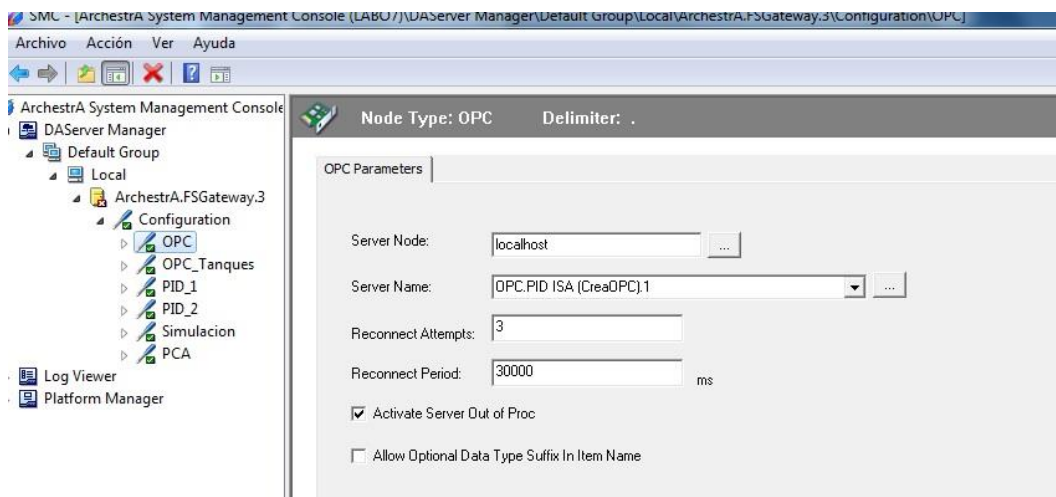 SMC - [ArchestrA System Management Console (LABO7)\DAServer Manager\Default Group\Local\ArchestrA.FSGateway.3\Configuration\OPC]
Archivo Acción Ver Ayuda
ArchestrA System Management Console
DAServer Manager
Default Group
Local
ArchestrA.FSGateway.3
Configuration
OPC
OPC_Tanques
PID_1
PID_2
Simulacion
PCA
Log Viewer
Platform Manager
Node Type: OPC Delimiter: .
OPC Parameters
Server Node: localhost ...
Server Name: OPC.PID ISA (CreaOPC).1 ...
Reconnect Attempts: 3
Reconnect Period: 30000 ms
Activate Server Out of Proc
Allow Optional Data Type Suffix In Item Name